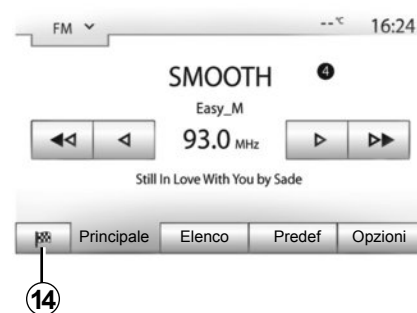 FM --°C 16:24
SMOOTH 4
Easy_M
93.0 MHz
Still In Love With You by Sade
Principale Elenco Predef Opzioni
14